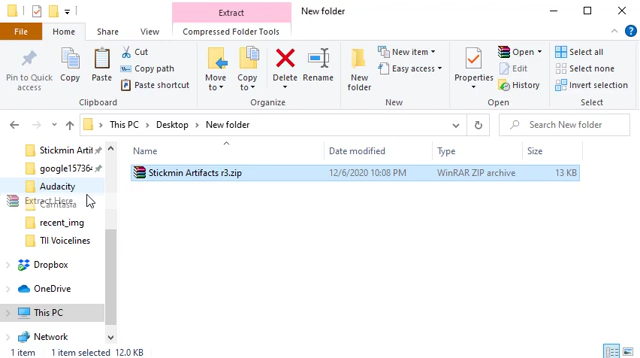 Extract
New folder
File
Home
Share
View
Compressed Folder Tools
Pin to Quick access
Copy
Paste
Cut
Copy path
Paste shortcut
Clipboard
Move to
Copy to
Delete
Rename
Organize
New folder
New item
Easy access
New
Properties
Open
Edit
History
Open
Select all
Select none
Invert selection
Select
This PC > Desktop > New folder
Search New folder
Name
Date modified
Type
Size
Stickmin Artifacts r3.zip
12/6/2020 10:08 PM
WinRAR ZIP archive
13 KB
Stickmin Artif
google15736
Audacity
Extract Here
Camtasia
recent_img
TII Voicelines
Dropbox
OneDrive
This PC
Network
1 item
1 item selected
12.0 KB